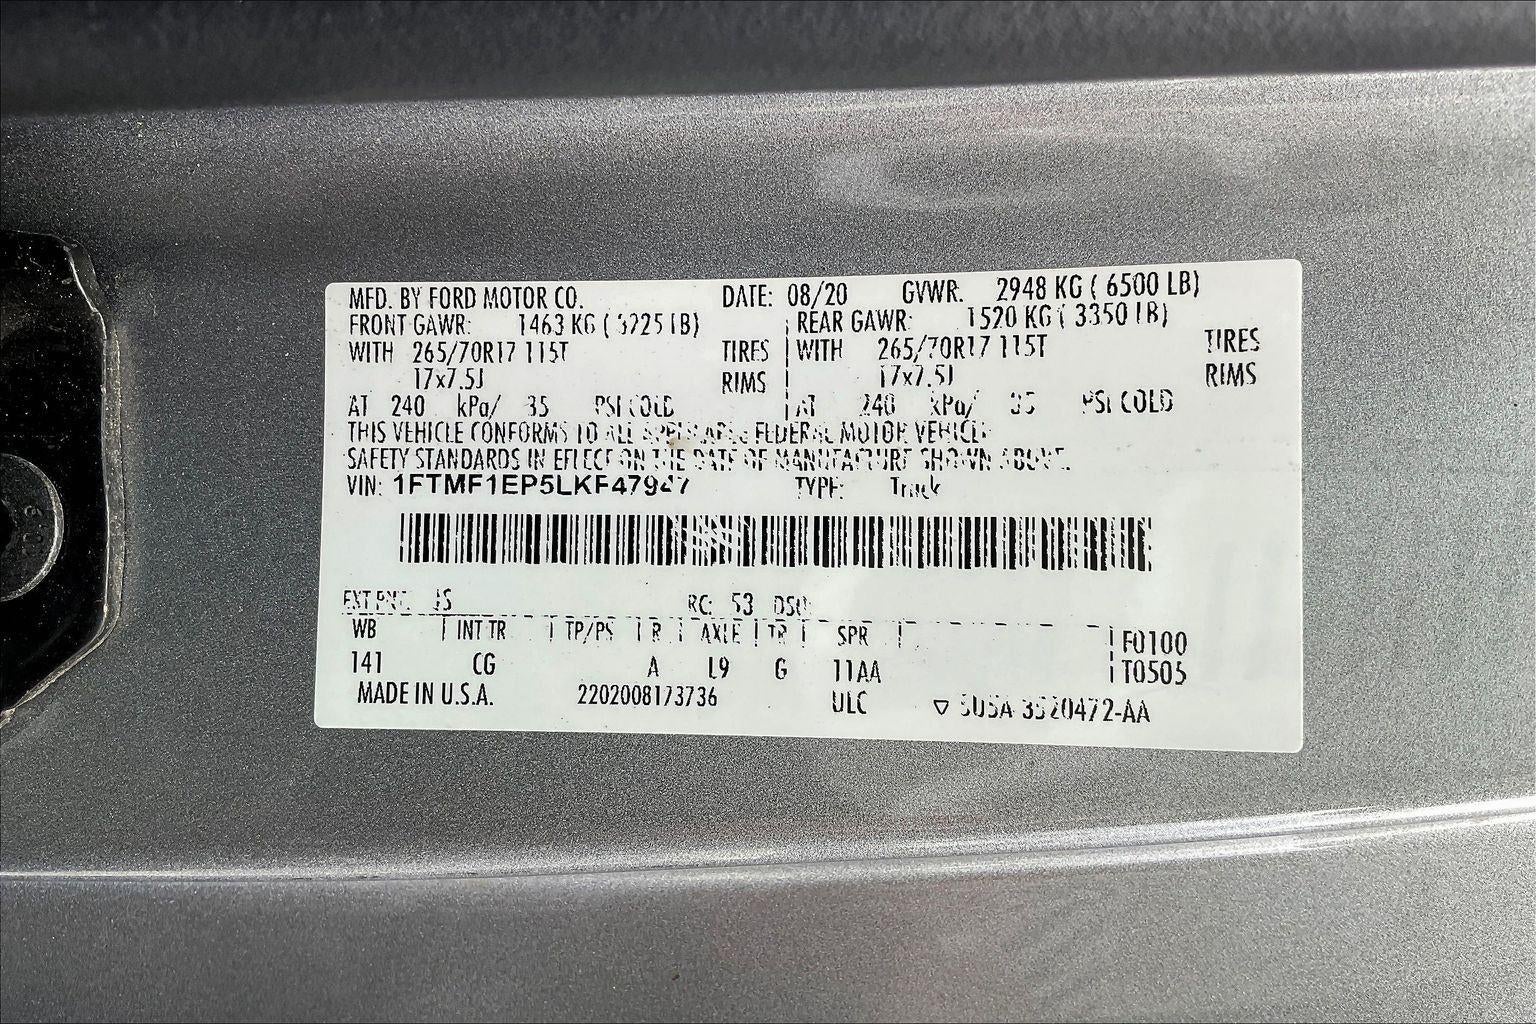 MFD. BY FORD MOTOR CO. DATE: 08/20 GVWR: 2948 KG ( 6500 LB)
FRONT GAWR: 1463 KG ( 3225 LB) REAR GAWR: 1520 KG ( 3350 LB)
WITH 265/70R17 115T TIRES WITH 265/70R17 115T TIRES
17x7.5J RIMS 17x7.5J RIMS
AT 240 kPa/ 35 PSI COLD AT 240 kPa/ 35 PSI COLD
THIS VEHICLE CONFORMS TO ALL APPLICABLE FEDERAL MOTOR VEHICLE
SAFETY STANDARDS IN EFFECT ON THE DATE OF MANUFACTURE SHOWN ABOVE.
VIN: 1FTMF1EP5LKF47947 TYPE: Truck
EXT PNT: RC: 53 DSO:
WB INT TR TP/PS R AXLE TR SPR F0100
141 CG A L9 G 11AA T0505
MADE IN U.S.A. 2202008173736 ULC ▽ 5U5A-3520472-AA
10.9